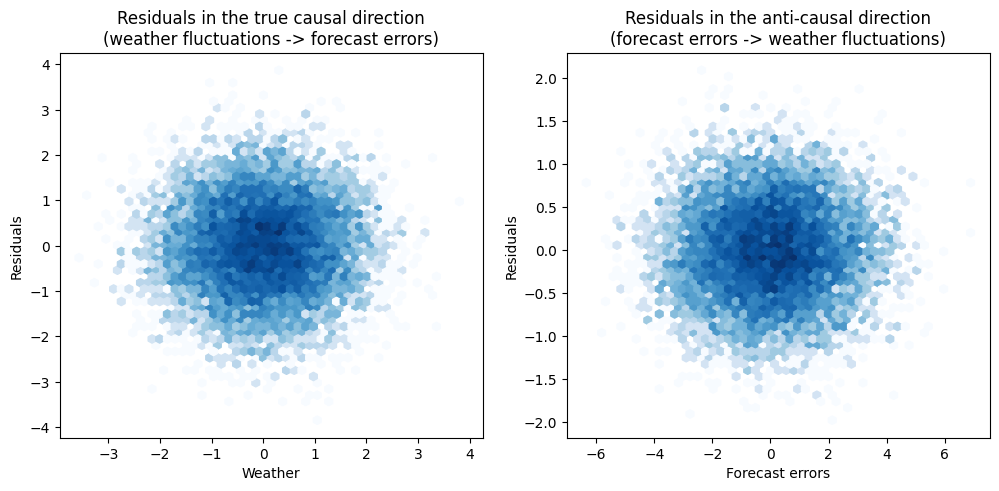 Residuals in the true causal direction
(weather fluctuations -> forecast errors)
4
3
2
1
0
−1
−2
−3
−4
Residuals
−3 −2 −1 0 1 2 3 4
Weather
Residuals in the anti-causal direction
(forecast errors -> weather fluctuations)
2.0
1.5
1.0
0.5
0.0
−0.5
−1.0
−1.5
−2.0
Residuals
−6 −4 −2 0 2 4 6
Forecast errors